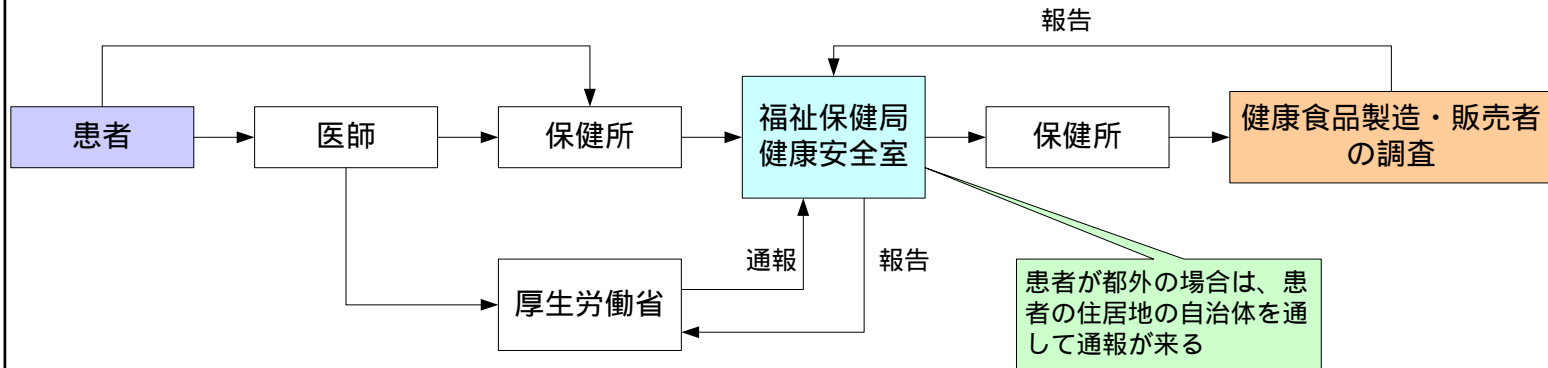 報告
患者
医師
保健所
福祉保健局
健康安全室
保健所
健康食品製造・販売者
の調査
通報
報告
厚生労働省
患者が都外の場合は、患
者の住居地の自治体を通
して通報が来る